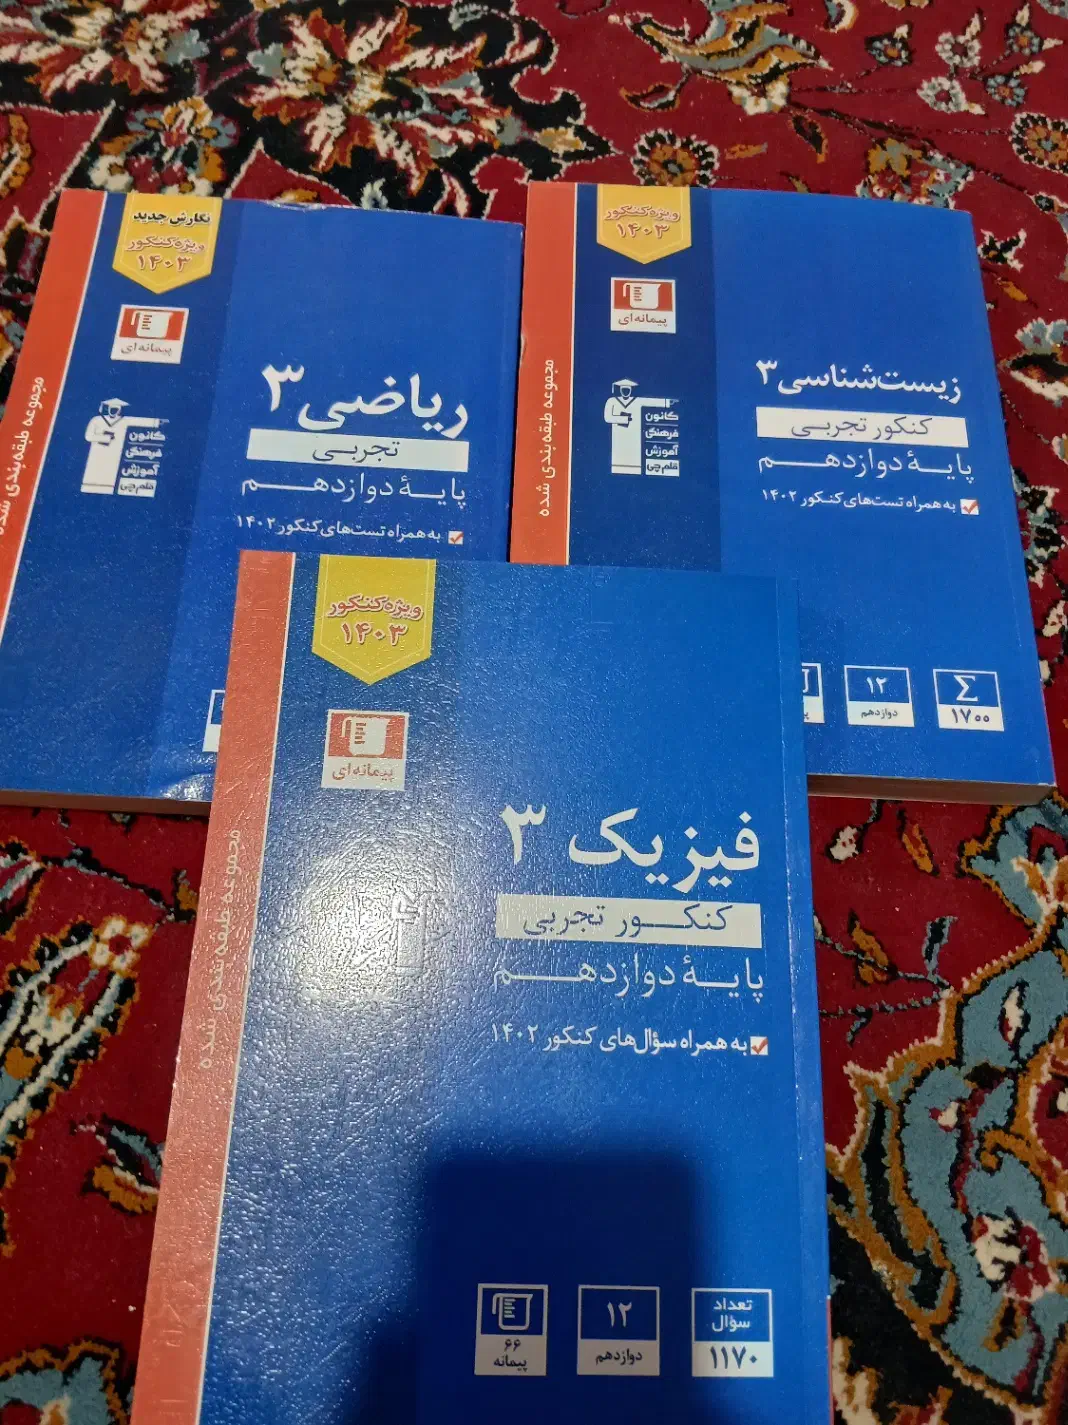 زیست‌شناسی ۳
کنکور تجربی
پایهٔ دوازدهم
به همراه تست‌های کنکور ۱۴۰۲
ویژه کنکور
۱۴۰۳
پیمانه‌ای
کانون
فرهنگی
آموزش
قلم‌چی
مجموعه طبقه‌بندی شده
Σ
۱۷۰۰
۱۲
دوازدهم
نگارش جدید
ویژه کنکور
۱۴۰۳
پیمانه‌ای
ریاضی ۳
تجربی
پایهٔ دوازدهم
به همراه تست‌های کنکور ۱۴۰۲
کانون
فرهنگی
آموزش
قلم‌چی
مجموعه طبقه‌بندی شده
ویژه کنکور
۱۴۰۳
پیمانه‌ای
فیزیک ۳
کنکور تجربی
پایهٔ دوازدهم
به همراه سؤال‌های کنکور ۱۴۰۲
مجموعه طبقه‌بندی شده
تعداد
سؤال
۱۱۷۰
۱۲
دوازدهم
۶۶
پیمانه